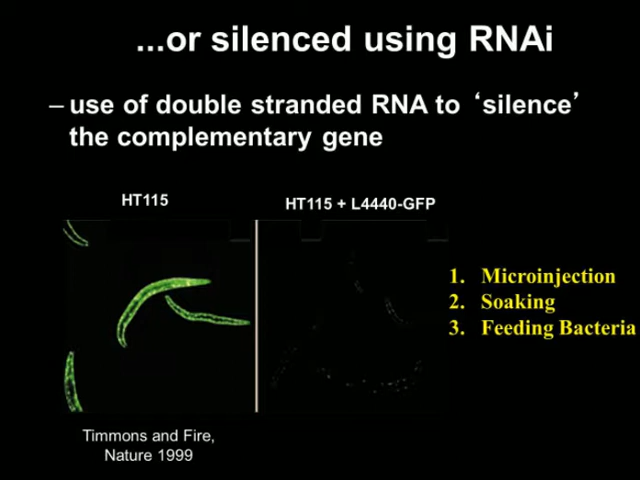 ...or silenced using RNAi
– use of double stranded RNA to ‘silence’
the complementary gene
HT115
HT115 + L4440-GFP
1. Microinjection
2. Soaking
3. Feeding Bacteria
Timmons and Fire,
Nature 1999